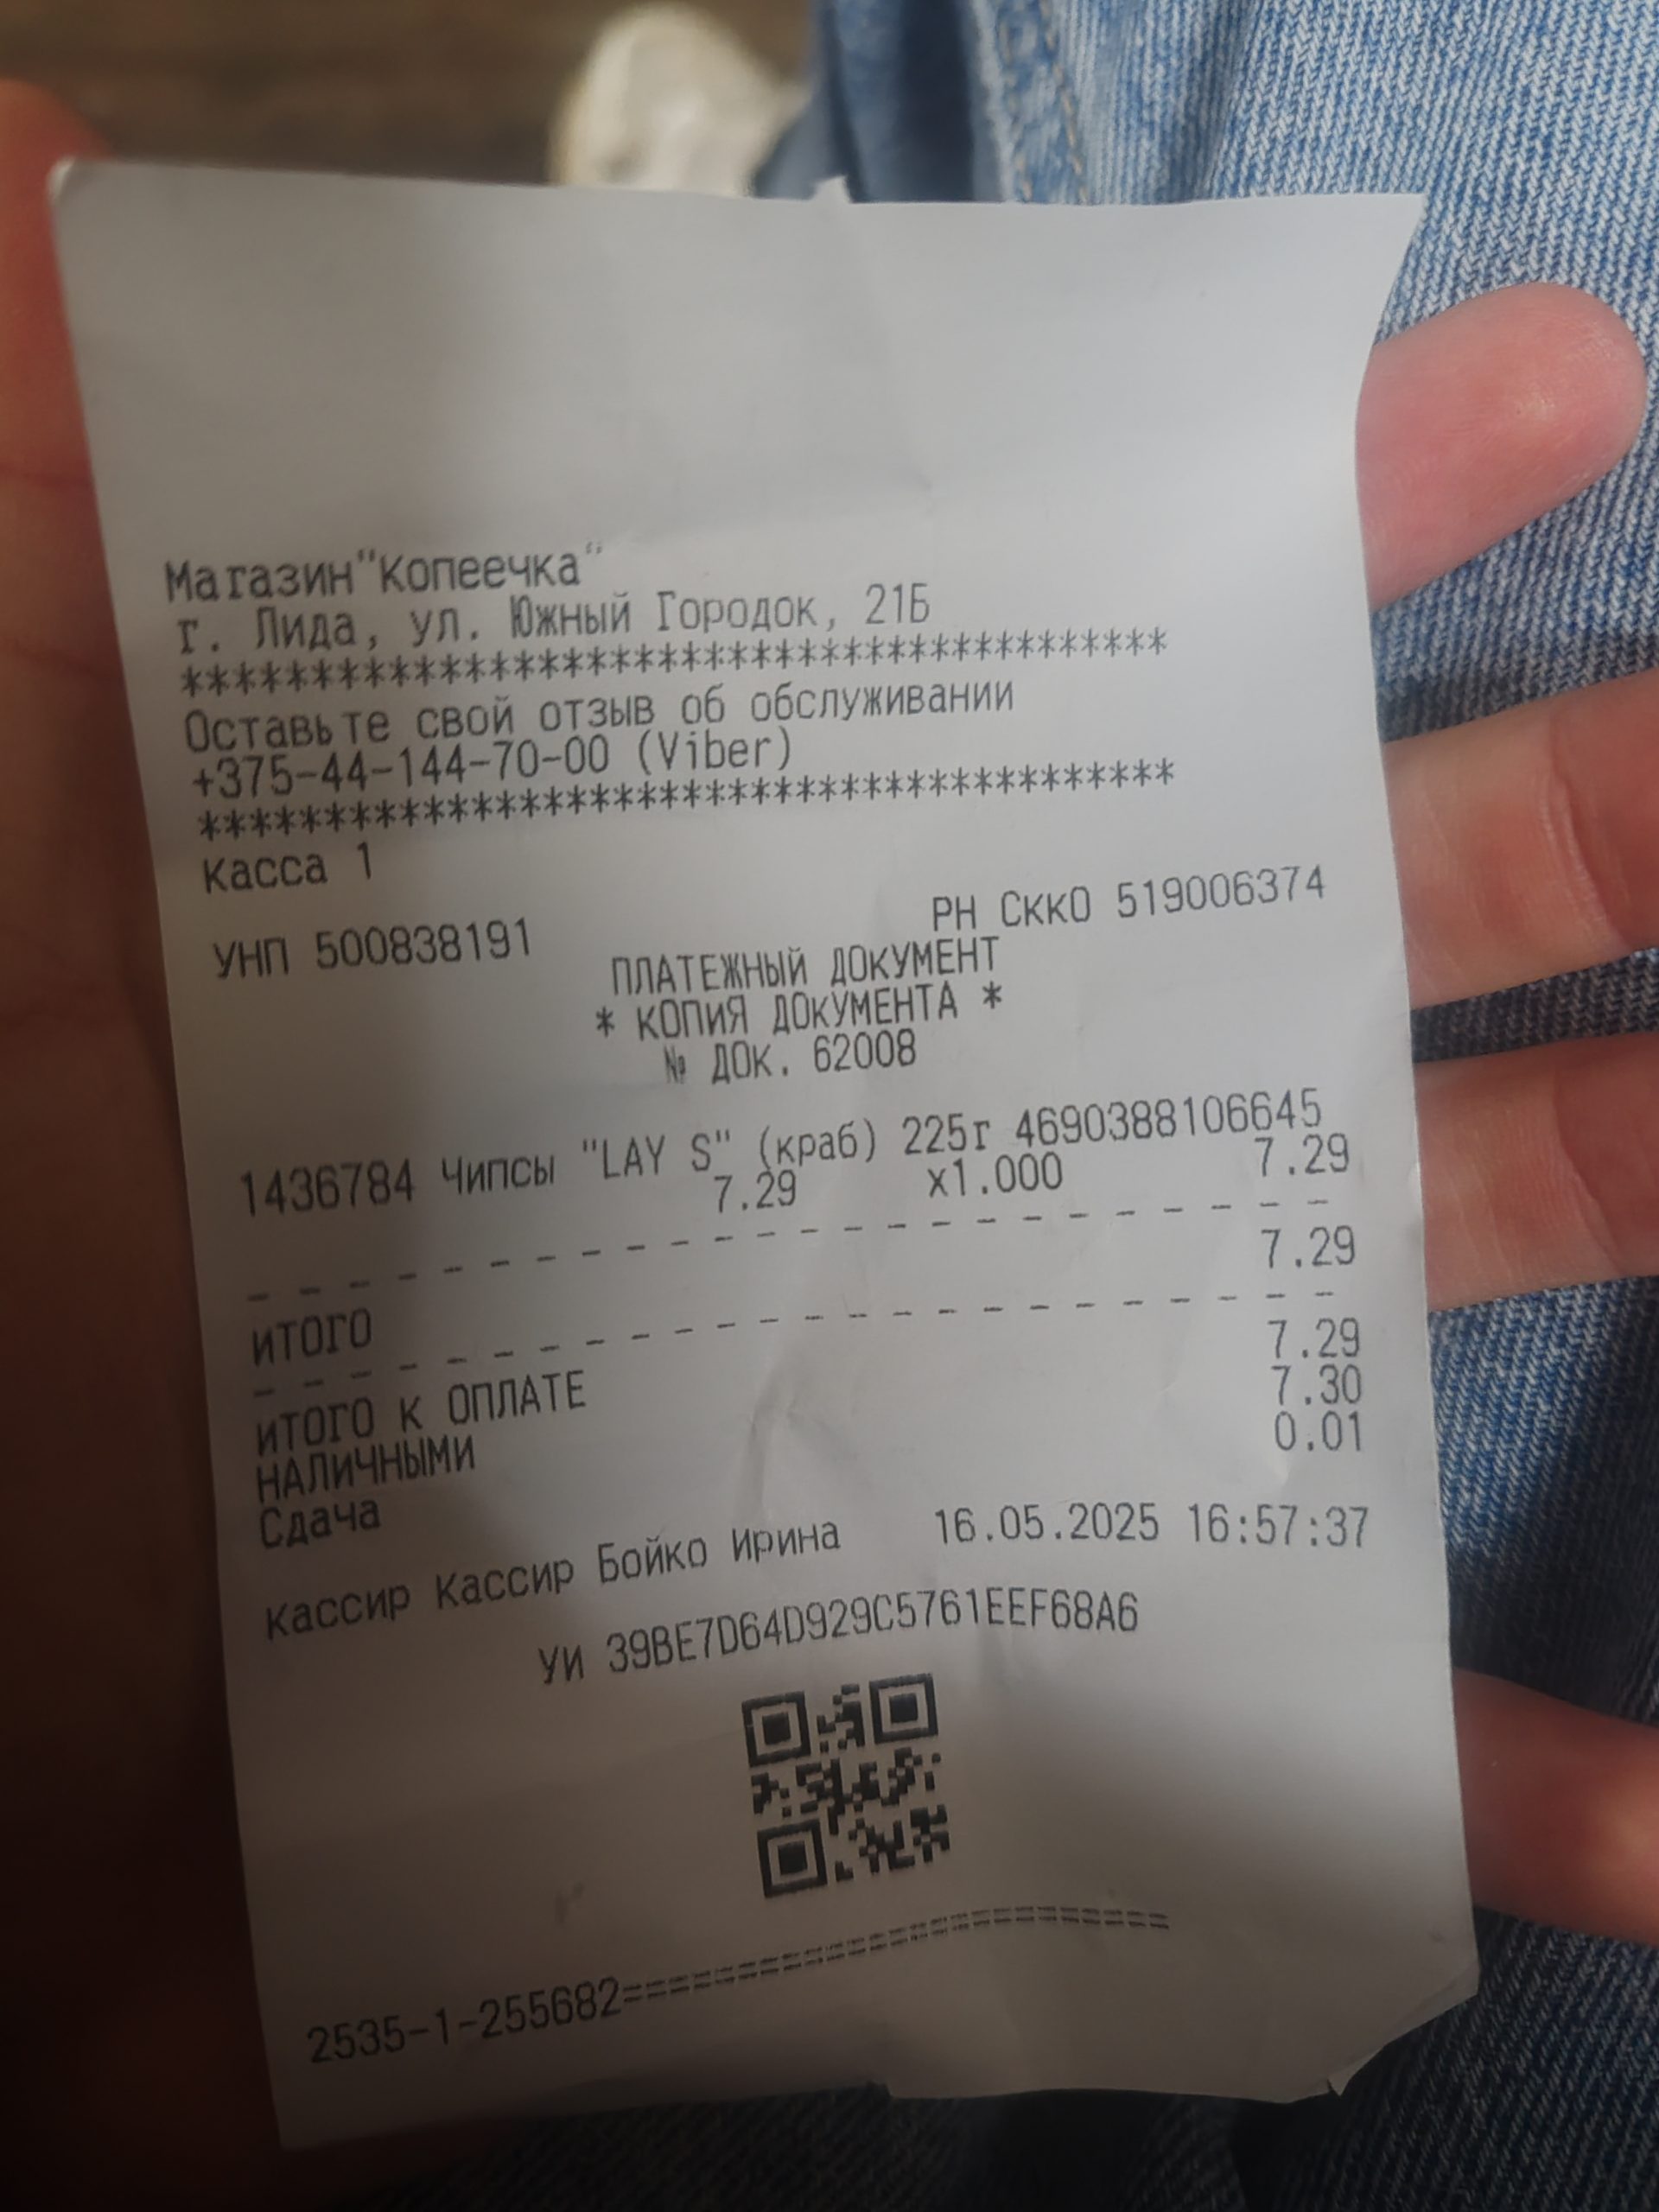 Магазин"Копеечка"
г. Лида, ул. Южный Городок, 21Б
**************************************
Оставьте свой отзыв об обслуживании
+375-44-144-70-00 (Viber)
**************************************
Касса 1
УНП 500838191 РН СККО 519006374
ПЛАТЕЖНЫЙ ДОКУМЕНТ
* КОПИЯ ДОКУМЕНТА *
№ ДОК. 62008
1436784 Чипсы "LAY S" (краб) 225г 4690388106645
7.29 x1.000 7.29
- - - - - - - - - - - - - - - - - - - - - - - -
ИТОГО 7.29
- - - - - - - - - - - - - - - - - - - - - - - -
ИТОГО К ОПЛАТЕ 7.29
НАЛИЧНЫМИ 7.30
Сдача 0.01
Кассир Кассир Бойко Ирина 16.05.2025 16:57:37
УИ 39BE7D64D929C5761EEF68A6
2535-1-255682========================